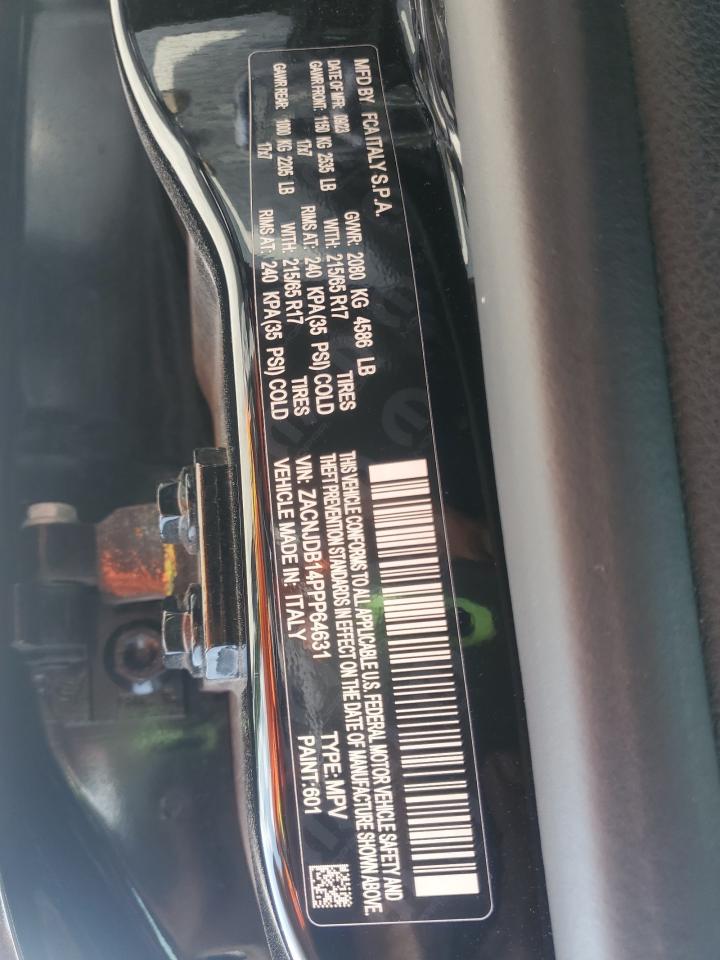 MFD BY: FCA ITALY S.P.A.
DATE OF MFR: 09/23 GVWR: 2080 KG 4586 LB
GAWR FRONT: 1150 KG 2535 LB WITH: 215/65 R17 TIRES
17x7 RIMS AT: 240 KPA(35 PSI) COLD
GAWR REAR: 1000 KG 2205 LB WITH: 215/65 R17 TIRES
17x7 RIMS AT: 240 KPA(35 PSI) COLD
THIS VEHICLE CONFORMS TO ALL APPLICABLE U.S. FEDERAL MOTOR VEHICLE SAFETY AND
THEFT PREVENTION STANDARDS IN EFFECT ON THE DATE OF MANUFACTURE SHOWN ABOVE.
VIN: ZACNJDB14PPP64631 TYPE: MPV
VEHICLE MADE IN: ITALY PAINT:601